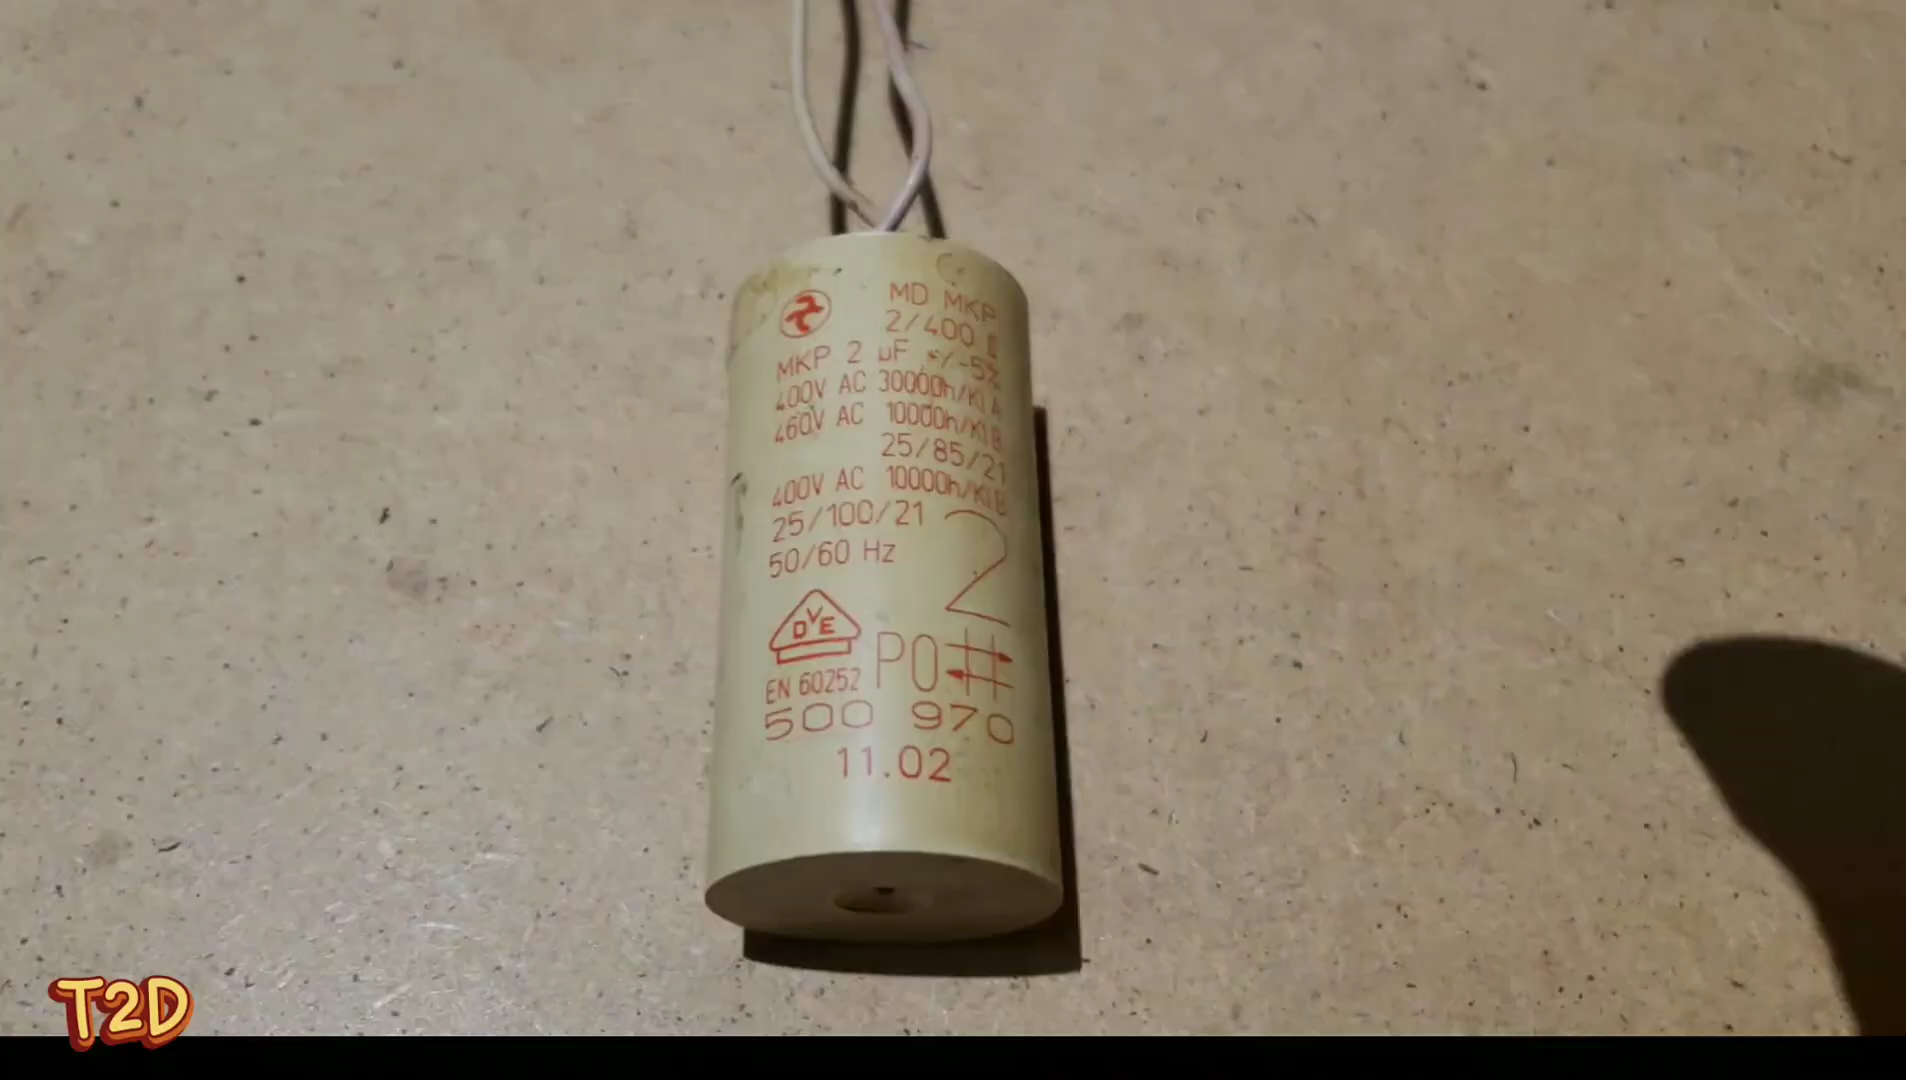 MD MKP
2/400
MKP 2 µF +/-5%
400V AC 30000h/Kl A
460V AC 10000h/Kl B
25/85/21
400V AC 10000h/Kl B
25/100/21
50/60 Hz
2
DVE
P0
EN 60252
500 970
11.02
T2D